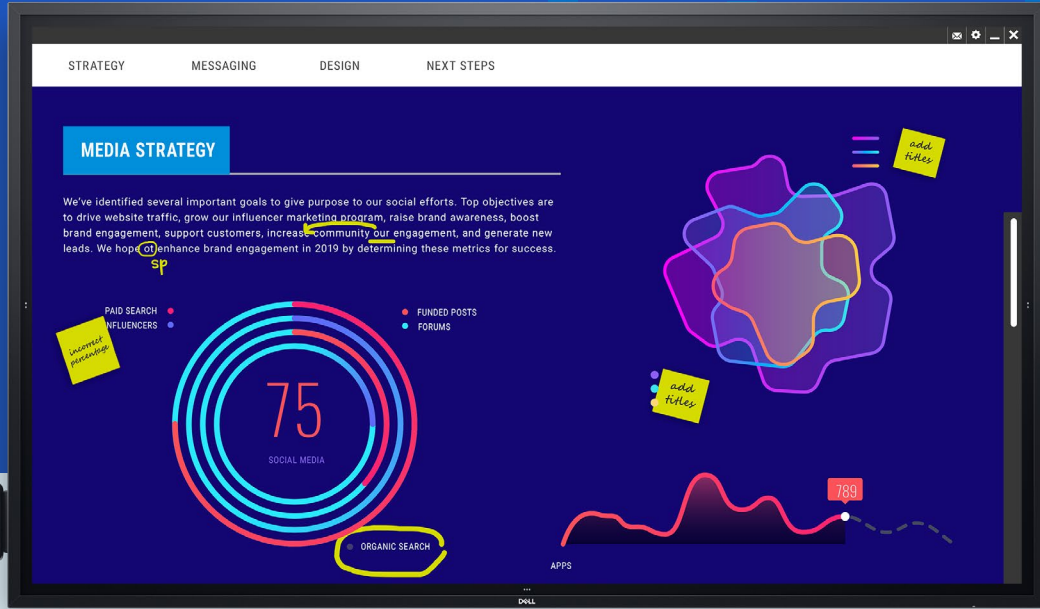 STRATEGY MESSAGING DESIGN NEXT STEPS
MEDIA STRATEGY
We've identified several important goals to give purpose to our social efforts. Top objectives are
to drive website traffic, grow our influencer marketing program, raise brand awareness, boost
brand engagement, support customers, increase community our engagement, and generate new
leads. We hope ot enhance brand engagement in 2019 by determining these metrics for success.
sp
add
titles
PAID SEARCH
NFLUENCERS
incorrect
percentage
FUNDED POSTS
FORUMS
75
SOCIAL MEDIA
ORGANIC SEARCH
add
titles
789
APPS
DELL